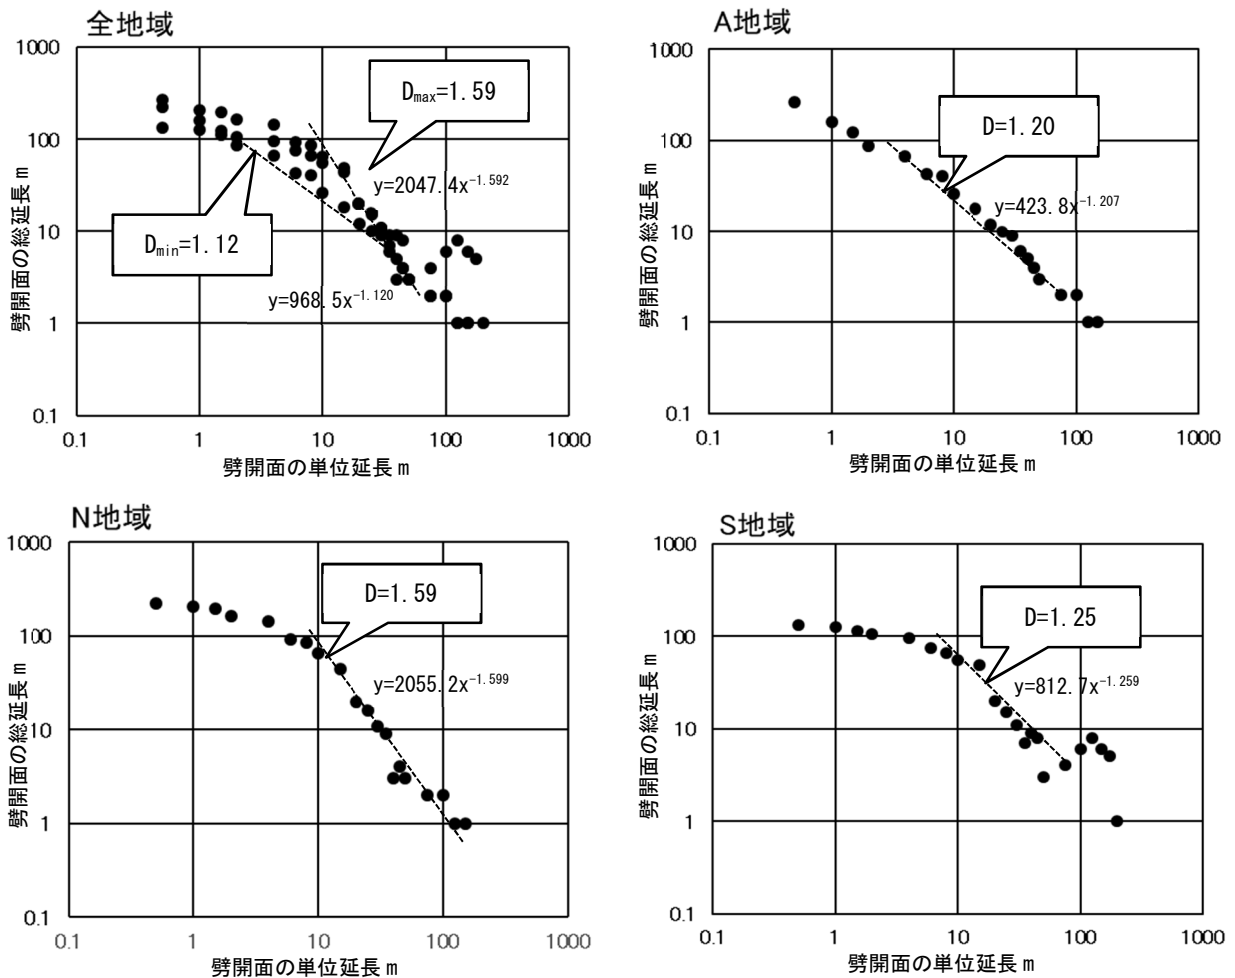 全地域
1000
100
10
1
0.1
0.1
1
10
100
1000
劈開面の総延長 m
劈開面の単位延長 m
Dmax=1.59
y=2047.4x-1.592
Dmin=1.12
y=968.5x-1.120
A地域
1000
100
10
1
0.1
0.1
1
10
100
1000
劈開面の総延長 m
劈開面の単位延長 m
D=1.20
y=423.8x-1.207
N地域
1000
100
10
1
0.1
0.1
1
10
100
1000
劈開面の総延長 m
劈開面の単位延長 m
D=1.59
y=2055.2x-1.599
S地域
1000
100
10
1
0.1
0.1
1
10
100
1000
劈開面の総延長 m
劈開面の単位延長 m
D=1.25
y=812.7x-1.259